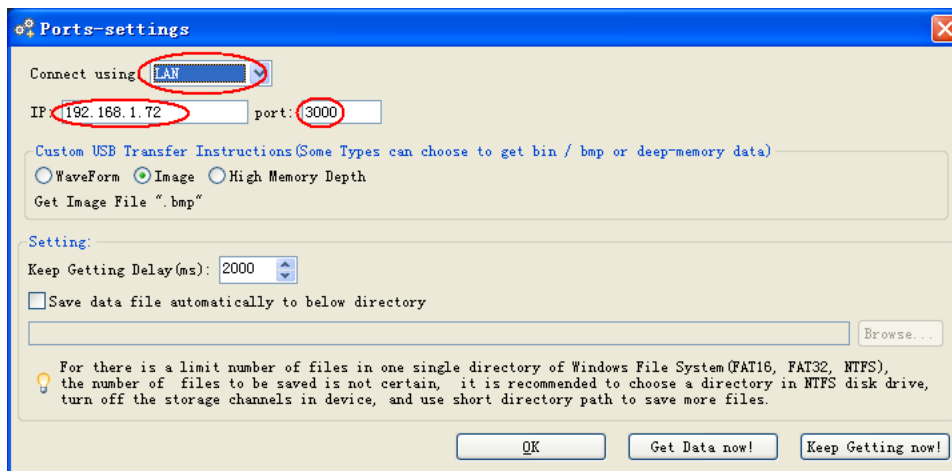 Ports-settings
Connect using: LAN
IP: 192.168.1.72 port: 3000
Custom USB Transfer Instructions(Some Types can choose to get bin / bmp or deep-memory data)
WaveForm Image High Memory Depth
Get Image File ".bmp"
Setting:
Keep Getting Delay(ms): 2000
Save data file automatically to below directory
Browse...
For there is a limit number of files in one single directory of Windows File System(FAT16, FAT32, NTFS),
the number of files to be saved is not certain, it is recommended to choose a directory in NTFS disk drive,
turn off the storage channels in device, and use short directory path to save more files.
OK Get Data now! Keep Getting now!